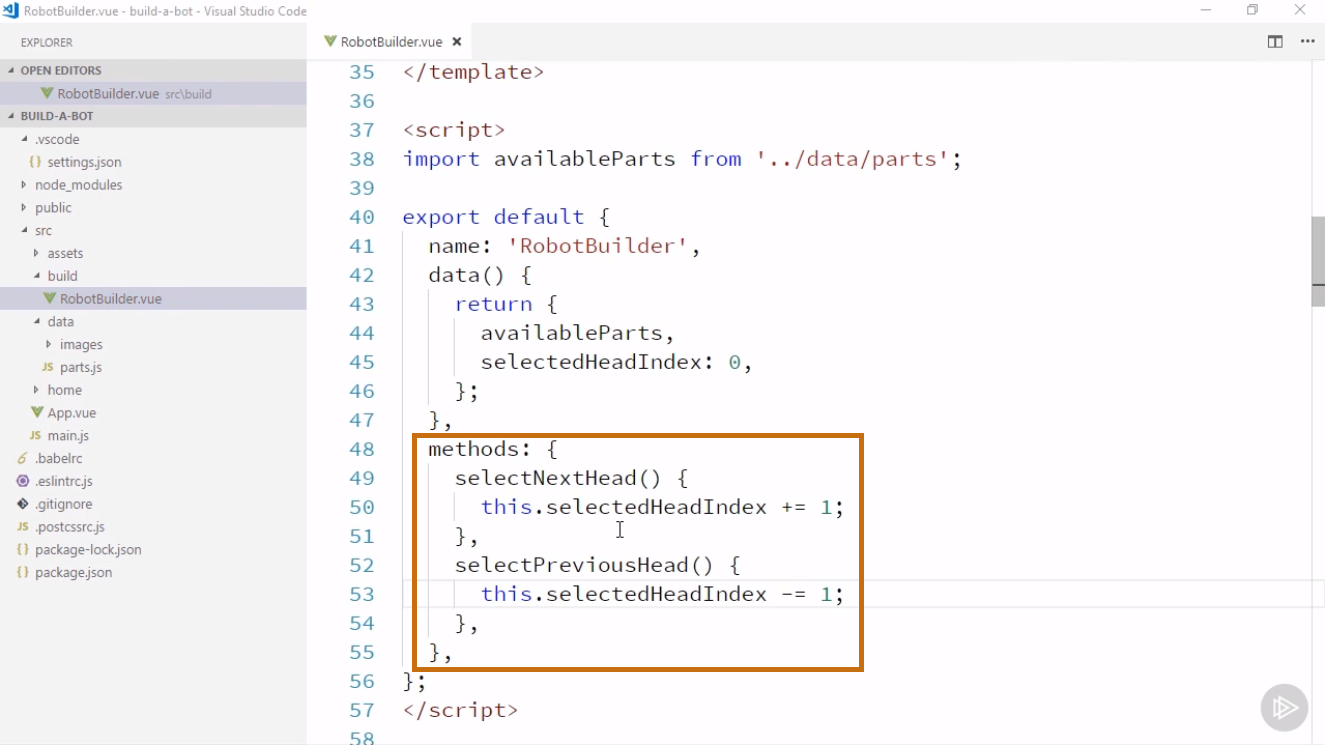 RobotBuilder.vue - build-a-bot - Visual Studio Code
EXPLORER
OPEN EDITORS
RobotBuilder.vue src\build
BUILD-A-BOT
.vscode
{} settings.json
node_modules
public
src
assets
build
RobotBuilder.vue
data
images
JS parts.js
home
App.vue
JS main.js
.babelrc
.eslintrc.js
.gitignore
JS .postcssrc.js
{} package-lock.json
{} package.json
RobotBuilder.vue
35 </template>
36
37 <script>
38 import availableParts from '../data/parts';
39
40 export default {
41   name: 'RobotBuilder',
42   data() {
43     return {
44       availableParts,
45       selectedHeadIndex: 0,
46     };
47   },
48   methods: {
49     selectNextHead() {
50       this.selectedHeadIndex += 1;
51     },
52     selectPreviousHead() {
53       this.selectedHeadIndex -= 1;
54     },
55   },
56 };
57 </script>
58